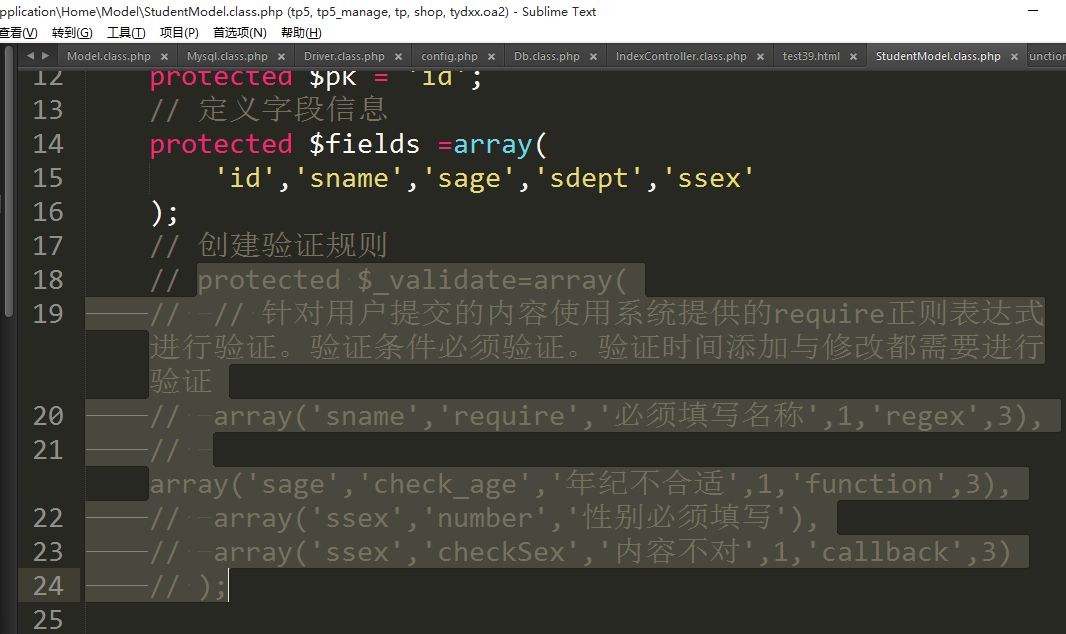 pplication\Home\Model\StudentModel.class.php (tp5, tp5_manage, tp, shop, tydxx.oa2) - Sublime Text
查看(V) 转到(G) 工具(T) 项目(P) 首选项(N) 帮助(H)
Model.class.php × Mysql.class.php × Driver.class.php × config.php × Db.class.php × IndexController.class.php × test39.html × StudentModel.class.php × unction
12 protected $pk = 'id';
13 // 定义字段信息
14 protected $fields =array(
15 'id','sname','sage','sdept','ssex'
16 );
17 // 创建验证规则
18 // protected $_validate=array(
19 // // 针对用户提交的内容使用系统提供的require正则表达式
进行验证。验证条件必须验证。验证时间添加与修改都需要进行
验证
20 // array('sname','require','必须填写名称',1,'regex',3),
21 //
array('sage','check_age','年纪不合适',1,'function',3),
22 // array('ssex','number','性别必须填写'),
23 // array('ssex','checkSex','内容不对',1,'callback',3)
24 // );
25